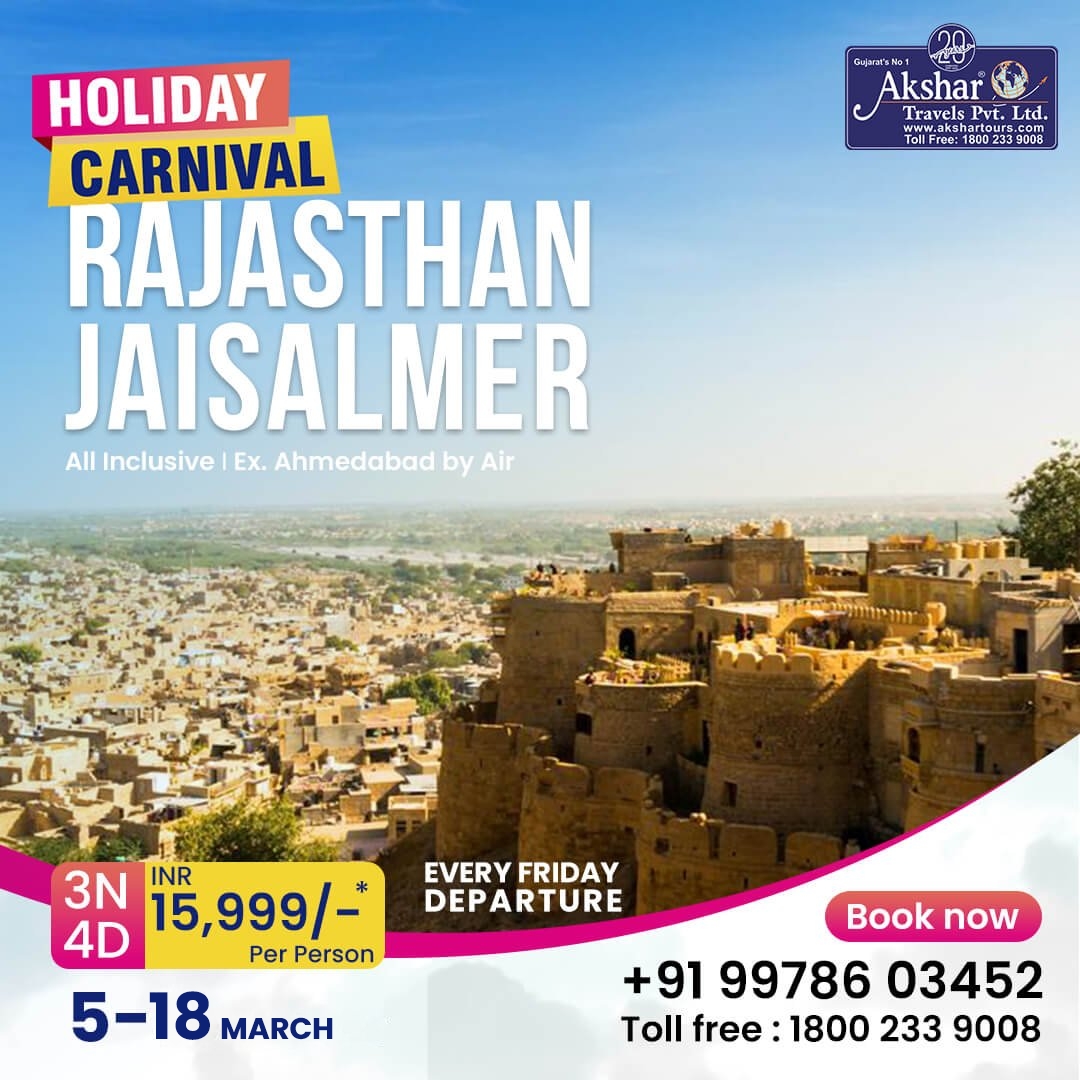 HOLIDAY
CARNIVAL
RAJASTHAN
JAISALMER
All Inclusive | Ex. Ahmedabad by Air
20
Gujarat's No 1
Akshar®
Travels Pvt. Ltd.
www.akshartours.com
Toll Free: 1800 233 9008
3N
4D
INR
15,999/-*
Per Person
5-18 MARCH
EVERY FRIDAY
DEPARTURE
Book now
+91 99786 03452
Toll free : 1800 233 9008